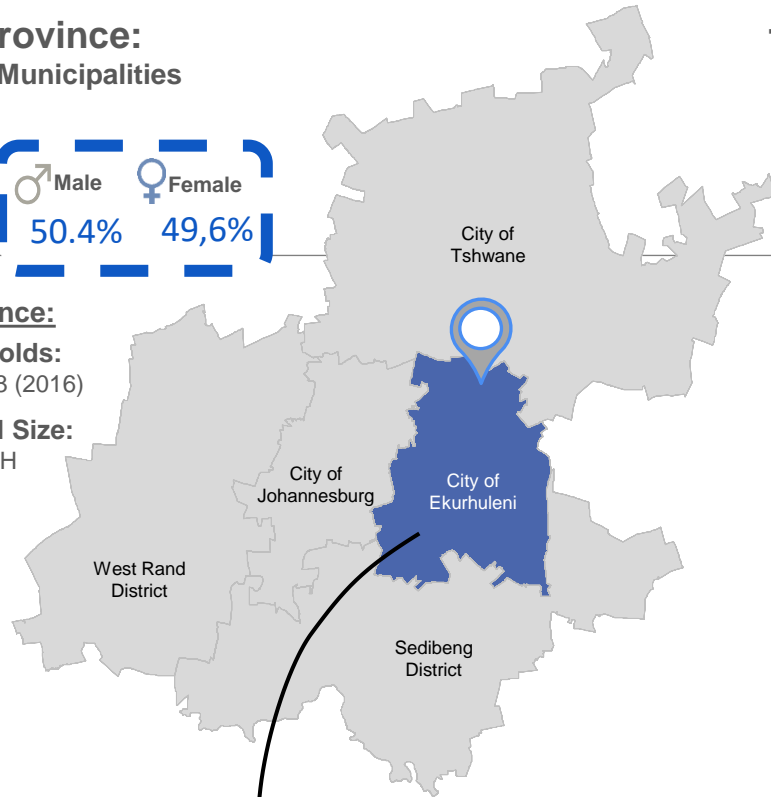 rovince:
Municipalities
Male
Female
50.4%
49,6%
nce:
olds:
3 (2016)
l Size:
H
City of
Tshwane
City of
Johannesburg
City of
Ekurhuleni
West Rand
District
Sedibeng
District